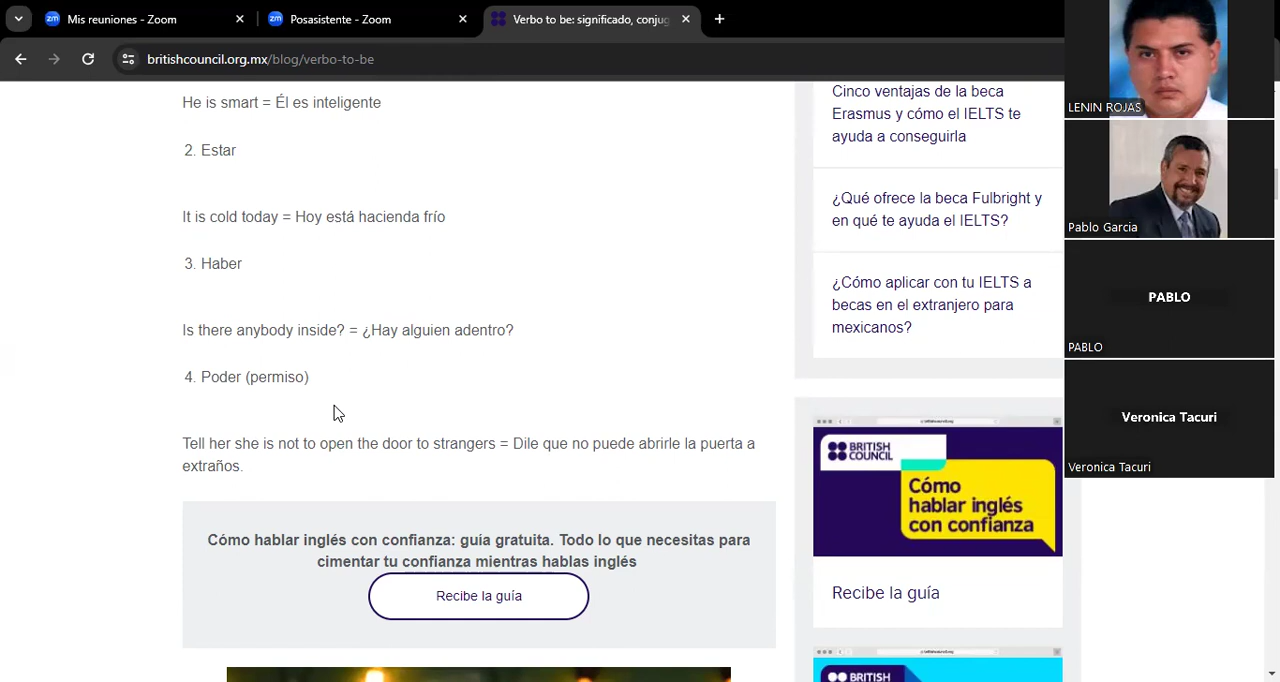 Mis reuniones - Zoom
Posasistente - Zoom
Verbo to be: significado, conjug
britishcouncil.org.mx/blog/verbo-to-be
He is smart = Él es inteligente
2. Estar
It is cold today = Hoy está hacienda frío
3. Haber
Is there anybody inside? = ¿Hay alguien adentro?
4. Poder (permiso)
Tell her she is not to open the door to strangers = Dile que no puede abrirle la puerta a
extraños.
Cómo hablar inglés con confianza: guía gratuita. Todo lo que necesitas para
cimentar tu confianza mientras hablas inglés
Recibe la guía
Cinco ventajas de la beca
Erasmus y cómo el IELTS te
ayuda a conseguirla
¿Qué ofrece la beca Fulbright y
en qué te ayuda el IELTS?
¿Cómo aplicar con tu IELTS a
becas en el extranjero para
mexicanos?
BRITISH
COUNCIL
Cómo
hablar inglés
con confianza
Recibe la guía
LENIN ROJAS
Pablo Garcia
PABLO
PABLO
Veronica Tacuri
Veronica Tacuri